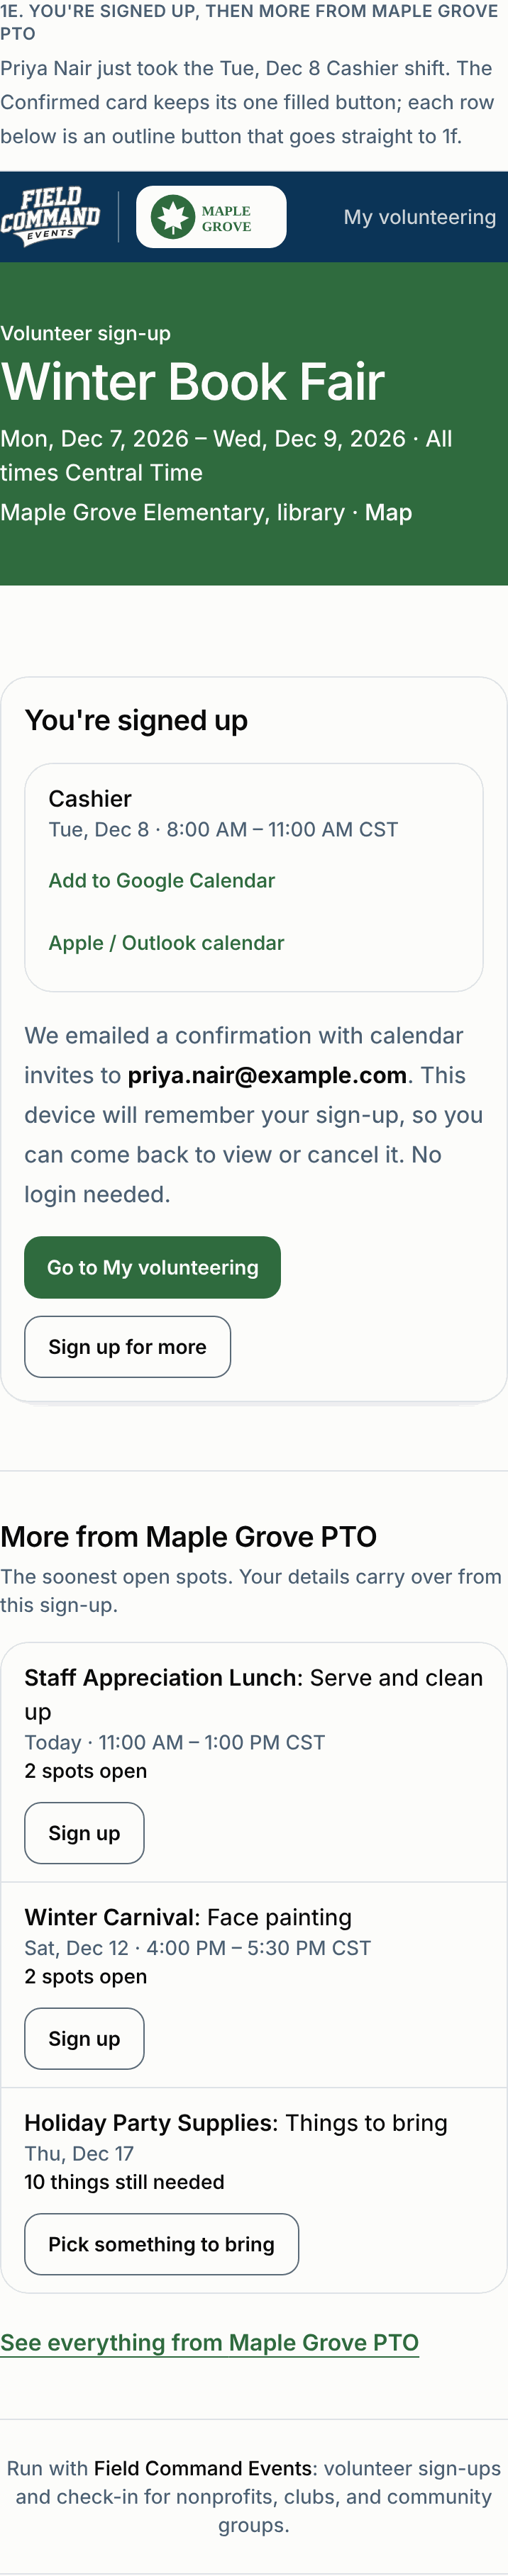 1E. YOU'RE SIGNED UP, THEN MORE FROM MAPLE GROVE
PTO
Priya Nair just took the Tue, Dec 8 Cashier shift. The
Confirmed card keeps its one filled button; each row
below is an outline button that goes straight to 1f.
FIELD
COMMAND
EVENTS
MAPLE
GROVE
My volunteering
Volunteer sign-up
Winter Book Fair
Mon, Dec 7, 2026 – Wed, Dec 9, 2026 · All
times Central Time
Maple Grove Elementary, library · Map
You're signed up
Cashier
Tue, Dec 8 · 8:00 AM – 11:00 AM CST
Add to Google Calendar
Apple / Outlook calendar
We emailed a confirmation with calendar
invites to priya.nair@example.com. This
device will remember your sign-up, so you
can come back to view or cancel it. No
login needed.
Go to My volunteering
Sign up for more
More from Maple Grove PTO
The soonest open spots. Your details carry over from
this sign-up.
Staff Appreciation Lunch: Serve and clean
up
Today · 11:00 AM – 1:00 PM CST
2 spots open
Sign up
Winter Carnival: Face painting
Sat, Dec 12 · 4:00 PM – 5:30 PM CST
2 spots open
Sign up
Holiday Party Supplies: Things to bring
Thu, Dec 17
10 things still needed
Pick something to bring
See everything from Maple Grove PTO
Run with Field Command Events: volunteer sign-ups
and check-in for nonprofits, clubs, and community
groups.